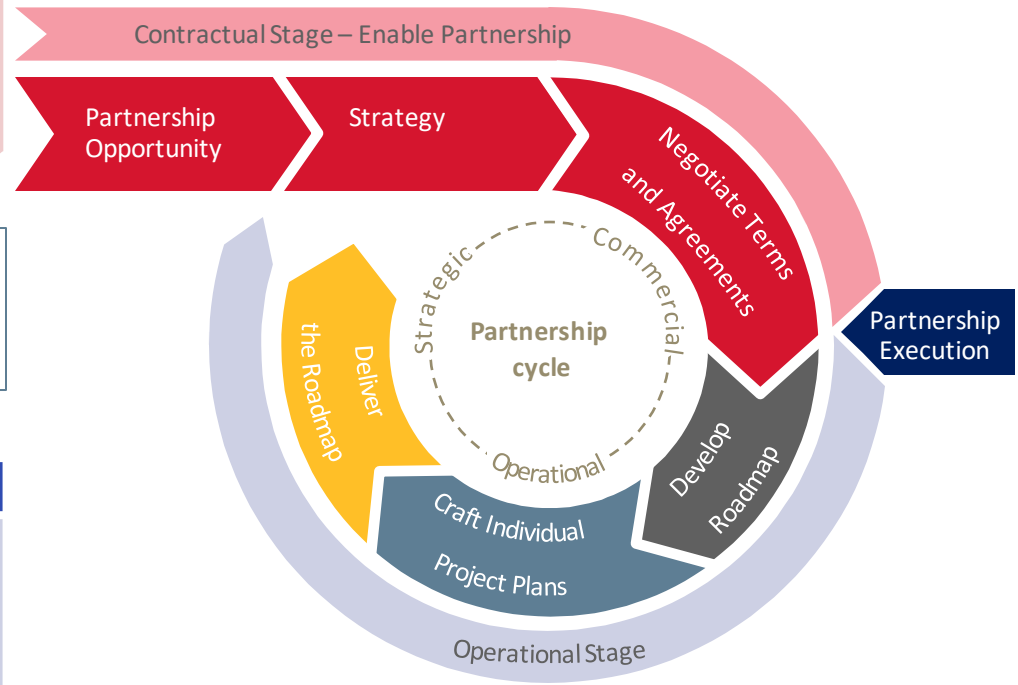 Contractual Stage – Enable Partnership
Partnership
Opportunity
Strategy
Negotiate Terms
and Agreements
Partnership
Execution
Strategic
Commercial
Operational
Partnership
cycle
Develop
Roadmap
Craft Individual
Project Plans
Deliver
the Roadmap
Operational Stage